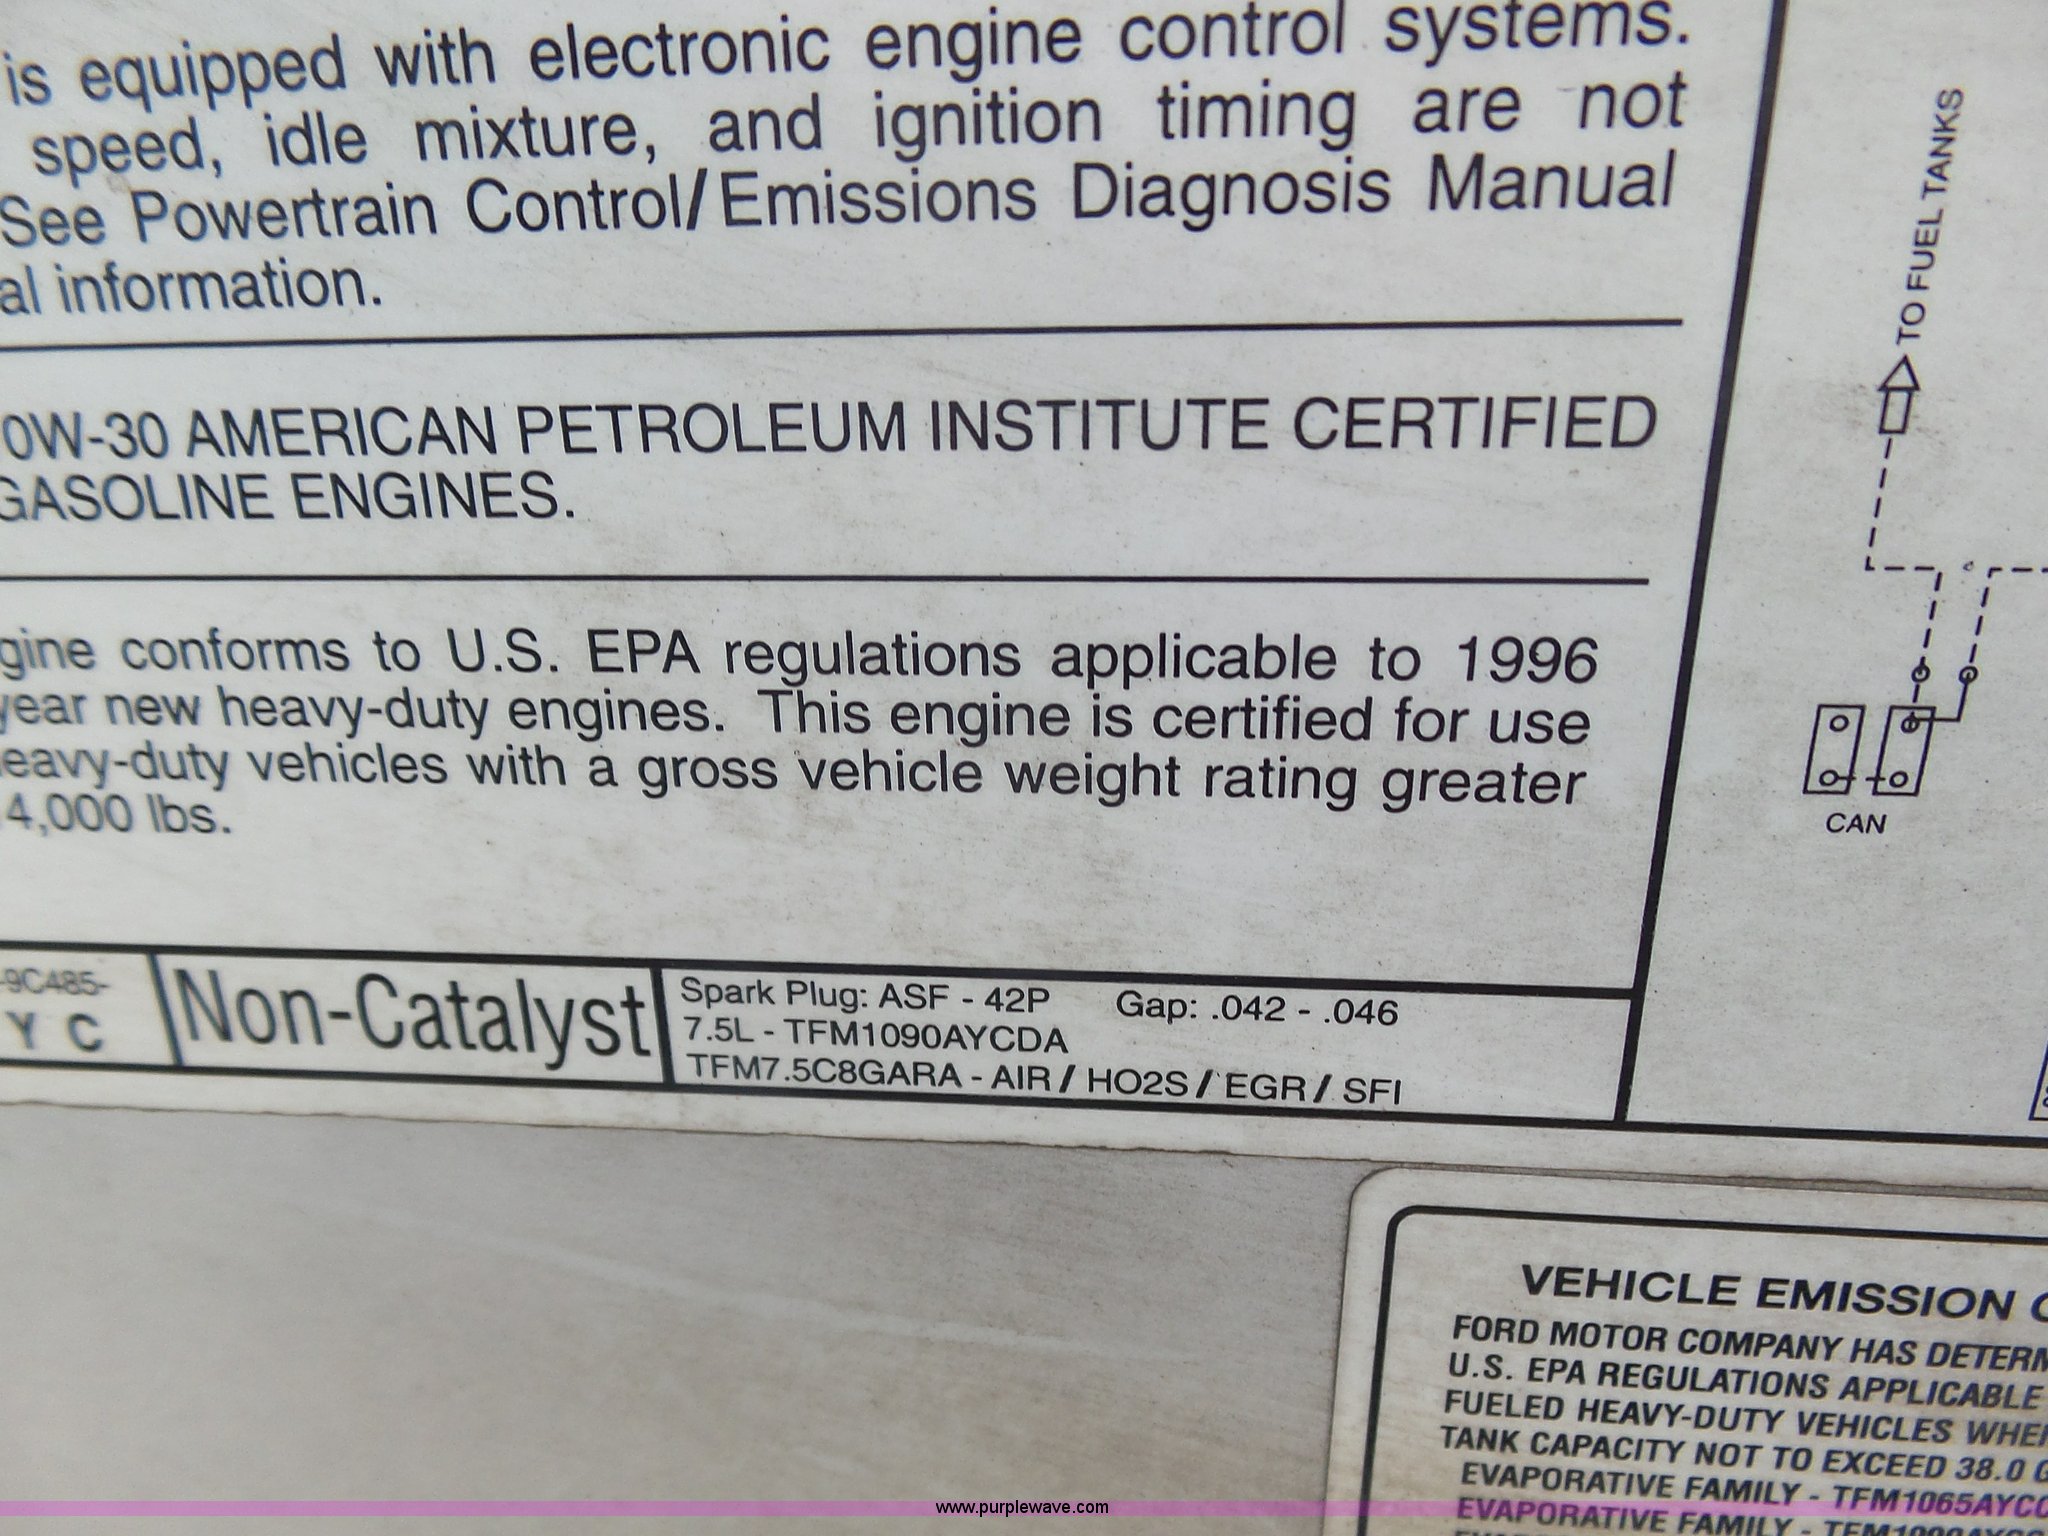 is equipped with electronic engine control systems.
speed, idle mixture, and ignition timing are not
See Powertrain Control/Emissions Diagnosis Manual
al information.
0W-30 AMERICAN PETROLEUM INSTITUTE CERTIFIED
GASOLINE ENGINES.
gine conforms to U.S. EPA regulations applicable to 1996
year new heavy-duty engines. This engine is certified for use
eavy-duty vehicles with a gross vehicle weight rating greater
4,000 lbs.
-9C485-
Y C
Non-Catalyst
Spark Plug: ASF - 42P Gap: .042 - .046
7.5L - TFM1090AYCDA
TFM7.5C8GARA - AIR / HO2S / EGR / SFI
TO FUEL TANKS
CAN
VEHICLE EMISSION C
FORD MOTOR COMPANY HAS DETERM
U.S. EPA REGULATIONS APPLICABLE
FUELED HEAVY-DUTY VEHICLES WHEN
TANK CAPACITY NOT TO EXCEED 38.0 G
EVAPORATIVE FAMILY - TFM1065AYCC
EVAPORATIVE FAMILY -
www.purplewave.com